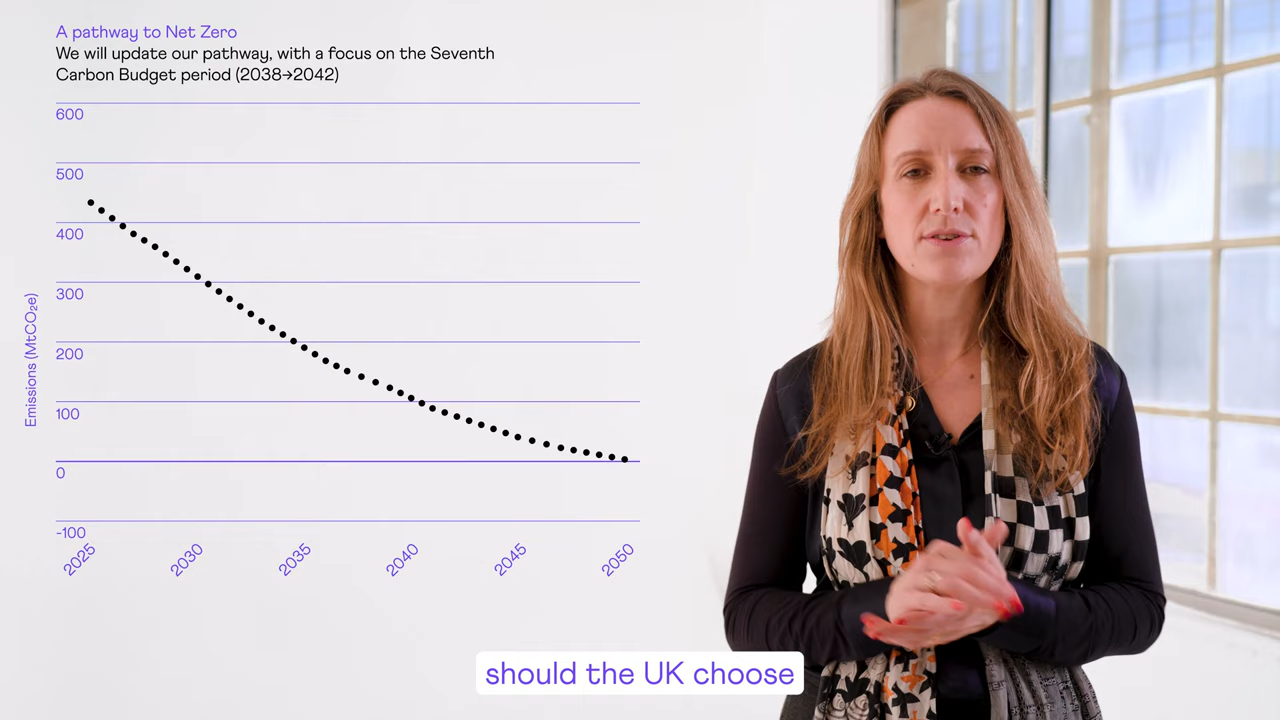 A pathway to Net Zero
We will update our pathway, with a focus on the Seventh
Carbon Budget period (2038→2042)
600
500
400
300
200
100
0
-100
Emissions (MtCO₂e)
2025
2030
2035
2040
2045
2050
should the UK choose